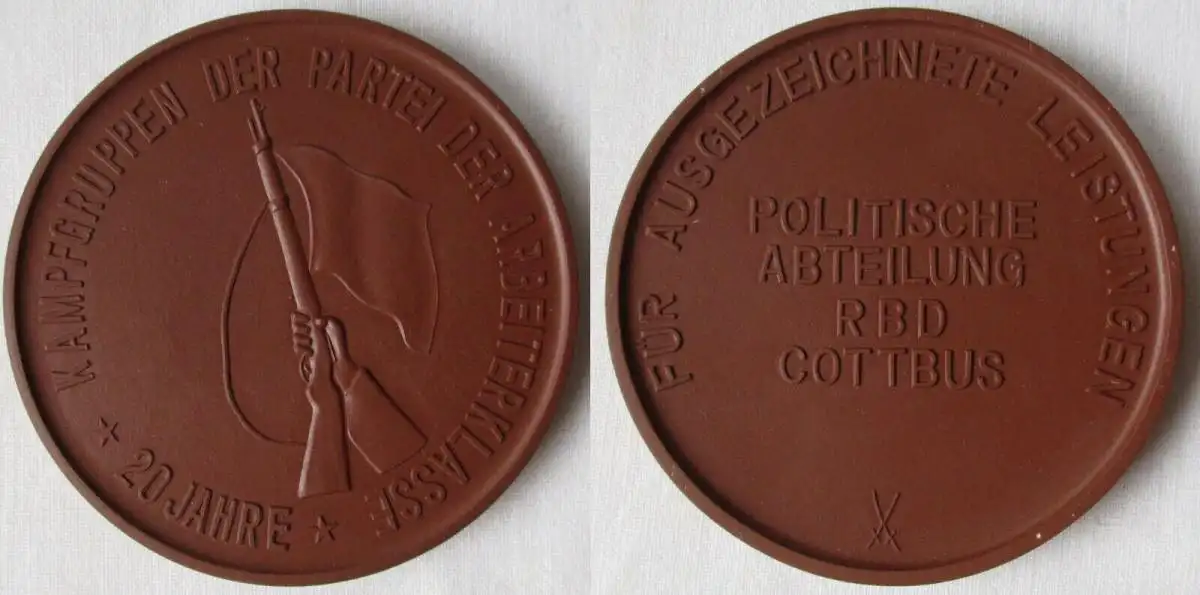 KAMPFGRUPPEN DER PARTEI DER ARBEITERKLASSE
20 JAHRE
FÜR AUSGEZEICHNETE LEISTUNGEN
POLITISCHE
ABTEILUNG
RBD
COTTBUS